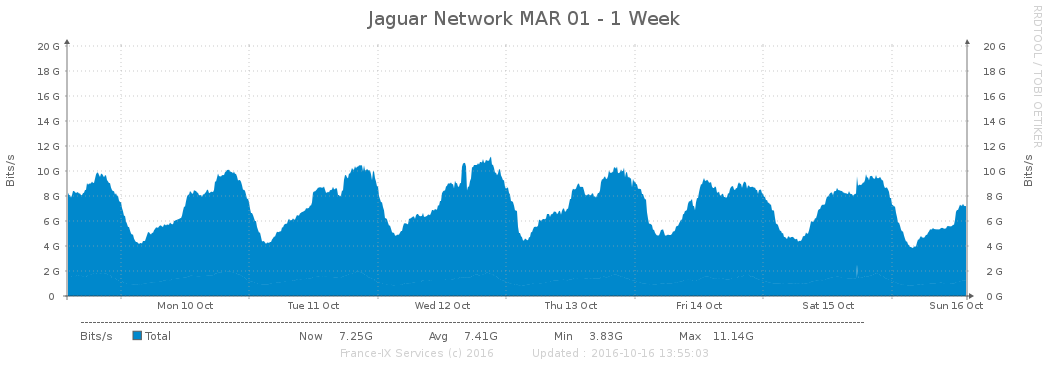 Jaguar Network MAR 01 - 1 Week
RRDTOOL / TOBI OETIKER
Bits/s
20 G 20 G
18 G 18 G
16 G 16 G
14 G 14 G
12 G 12 G
10 G 10 G
8 G 8 G
6 G 6 G
4 G 4 G
2 G 2 G
0 0 G
Bits/s
Mon 10 Oct Tue 11 Oct Wed 12 Oct Thu 13 Oct Fri 14 Oct Sat 15 Oct Sun 16 Oct
Bits/s Total Now 7.25G Avg 7.41G Min 3.83G Max 11.14G
France-IX Services (c) 2016 Updated : 2016-10-16 13:55:03